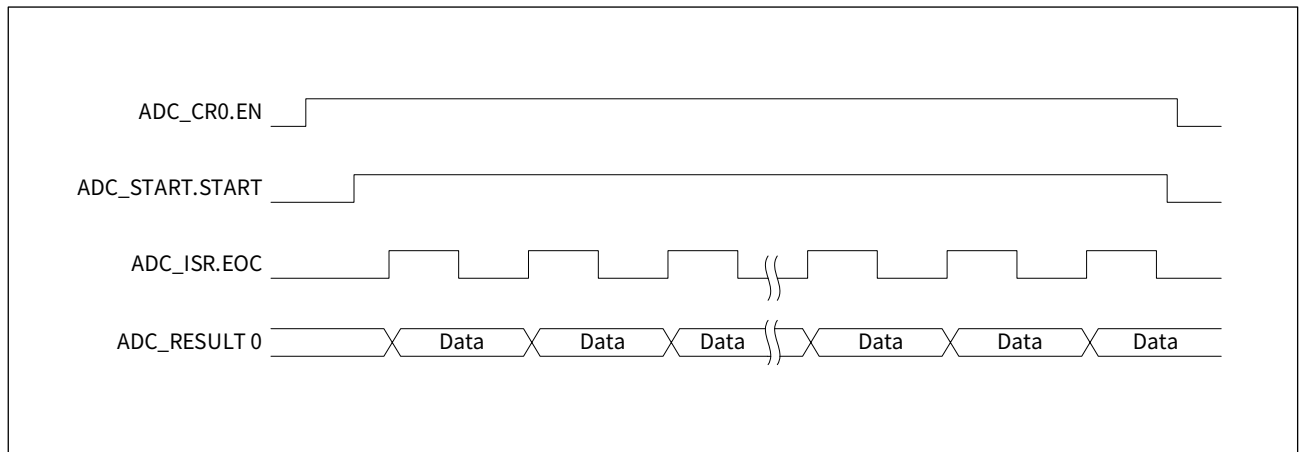 ADC_CR0.EN
ADC_START.START
ADC_ISR.EOC
ADC_RESULT 0 Data Data Data Data Data Data